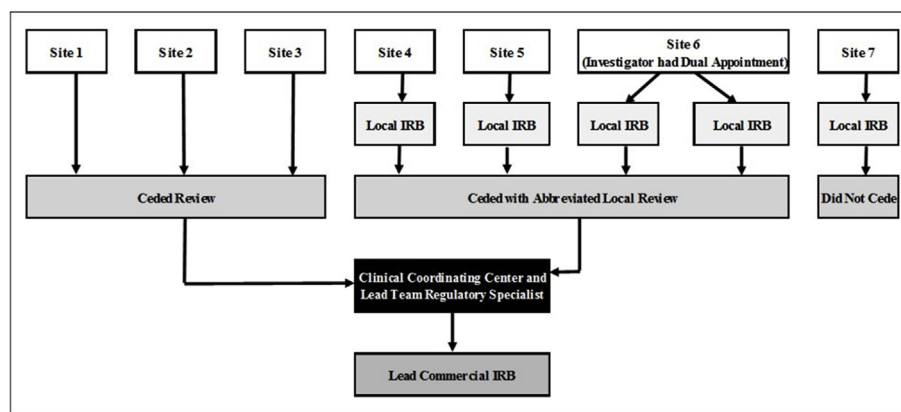 Site 1
Site 2
Site 3
Site 4
Site 5
Site 6
(Investigator had Dual Appointment)
Site 7
Local IRB
Local IRB
Local IRB
Local IRB
Local IRB
Ceded Review
Ceded with Abbreviated Local Review
Did Not Cede
Clinical Coordinating Center and
Lead Team Regulatory Specialist
Lead Commercial IRB